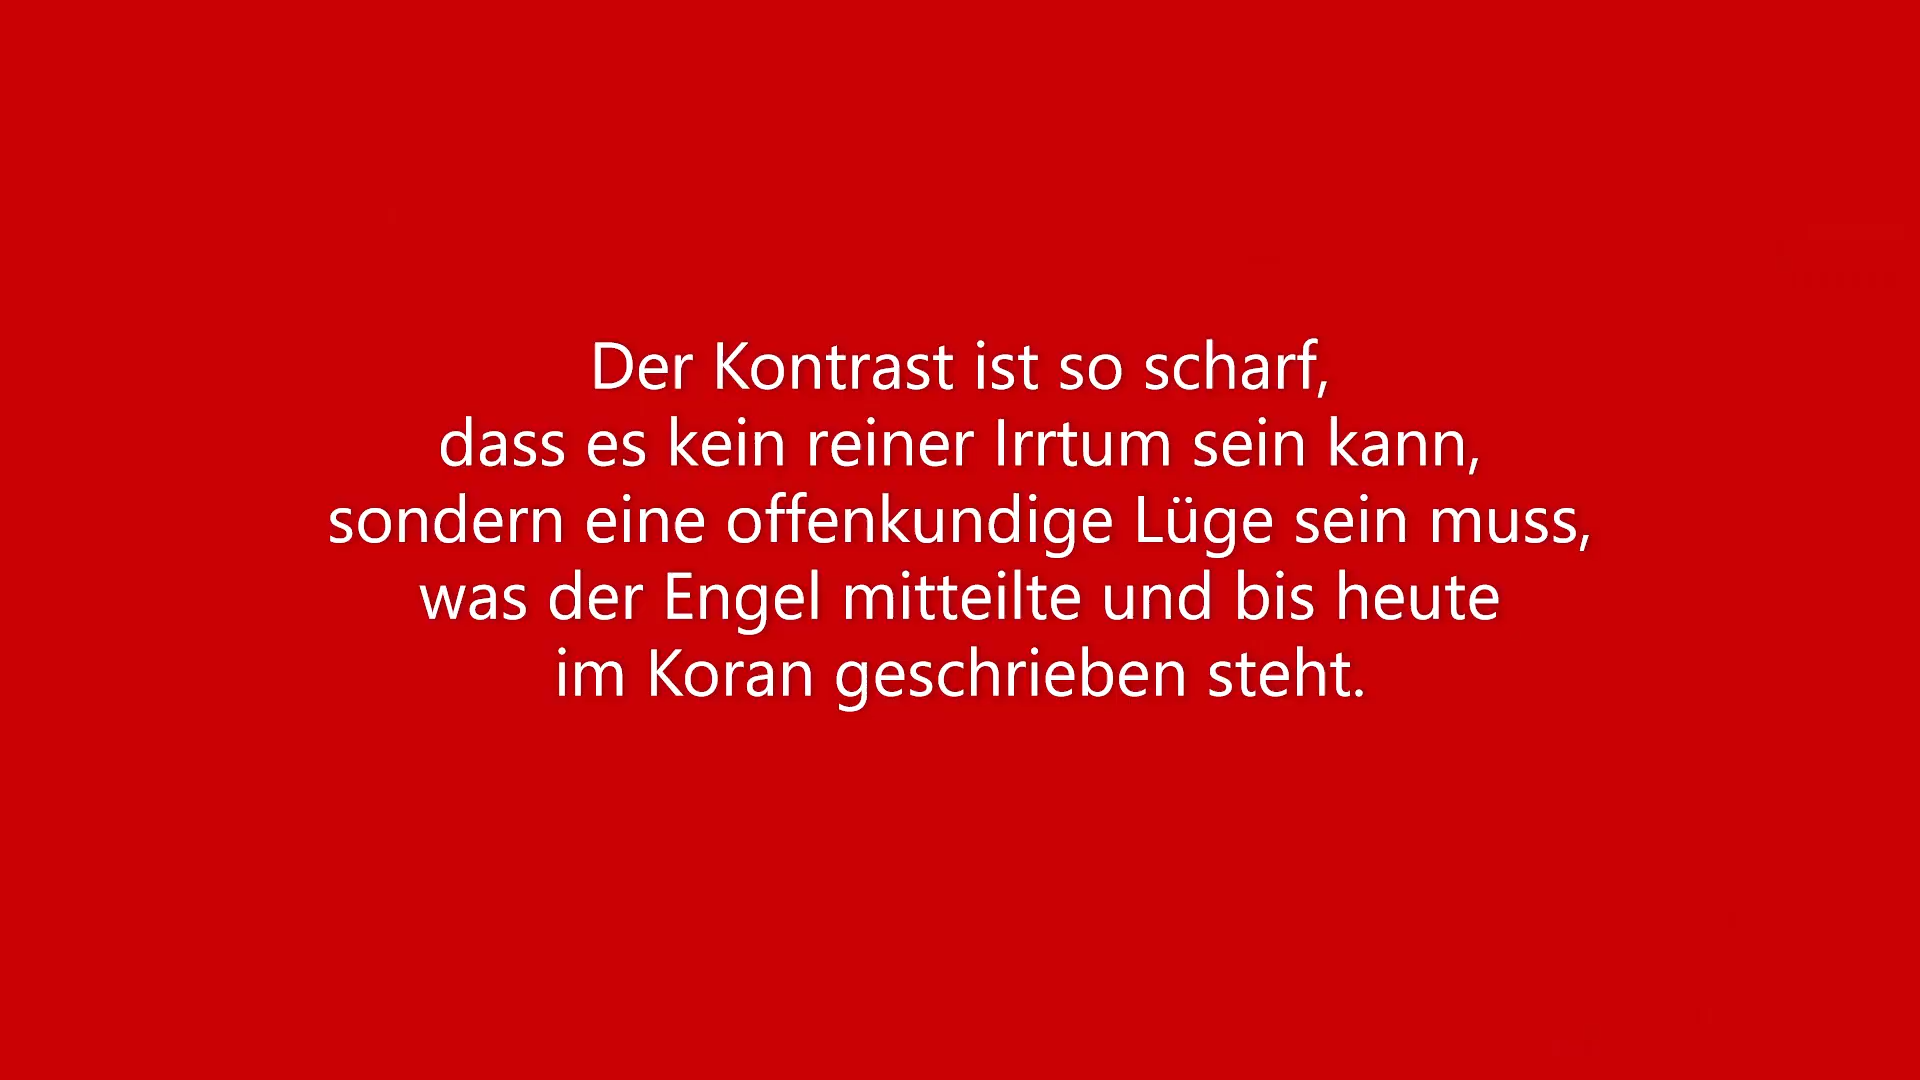 Der Kontrast ist so scharf,
dass es kein reiner Irrtum sein kann,
sondern eine offenkundige Lüge sein muss,
was der Engel mitteilte und bis heute
im Koran geschrieben steht.